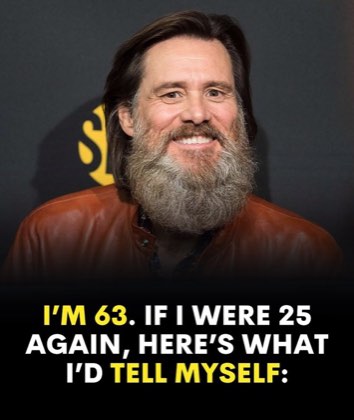 I'M 63. IF I WERE 25
AGAIN, HERE'S WHAT
I'D TELL MYSELF: